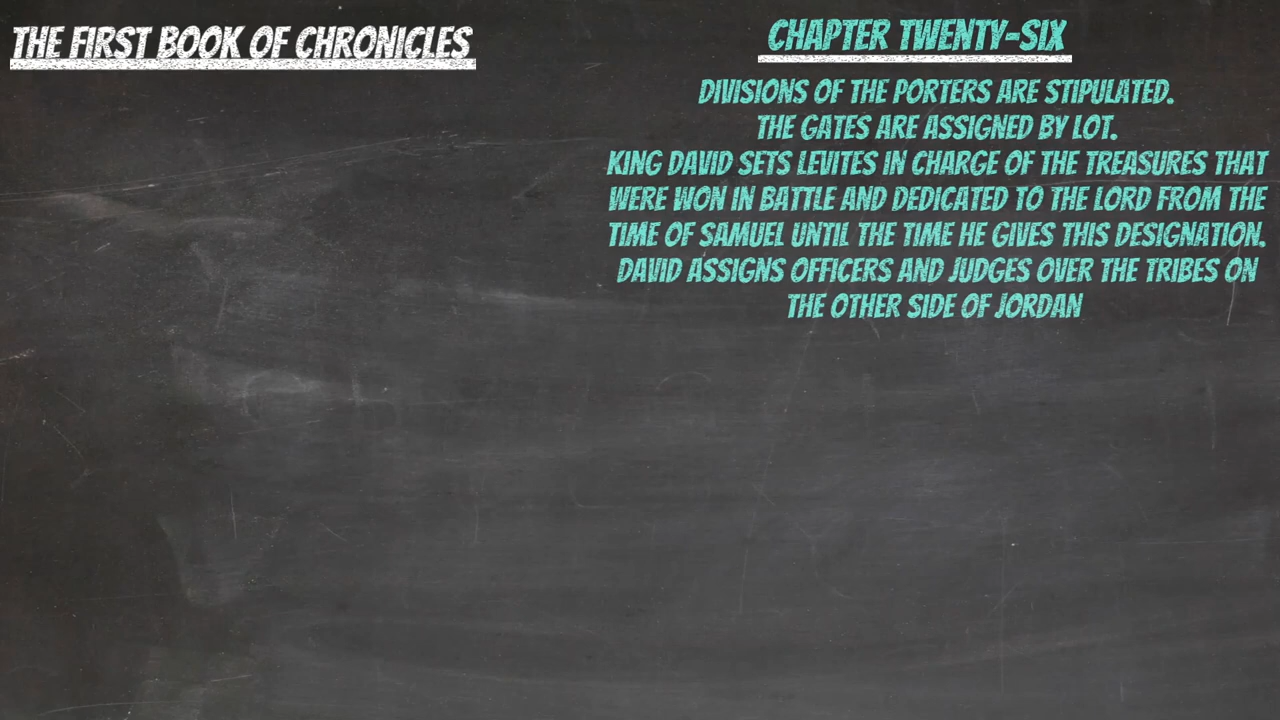 THE FIRST BOOK OF CHRONICLES
CHAPTER TWENTY-SIX
DIVISIONS OF THE PORTERS ARE STIPULATED.
THE GATES ARE ASSIGNED BY LOT.
KING DAVID SETS LEVITES IN CHARGE OF THE TREASURES THAT
WERE WON IN BATTLE AND DEDICATED TO THE LORD FROM THE
TIME OF SAMUEL UNTIL THE TIME HE GIVES THIS DESIGNATION.
DAVID ASSIGNS OFFICERS AND JUDGES OVER THE TRIBES ON
THE OTHER SIDE OF JORDAN